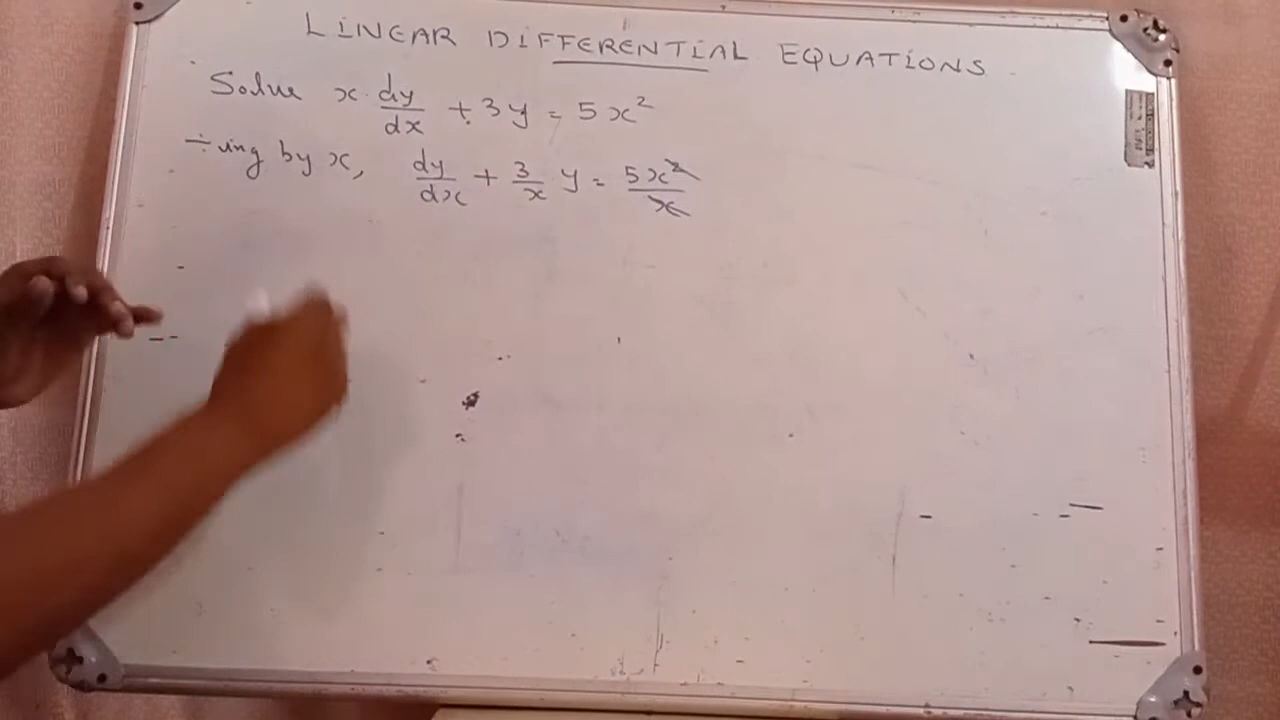 LINEAR DIFFERENTIAL EQUATIONS
Solve x dy/dx + 3y = 5x²
÷ing by x, dy/dx + 3/x y = 5x²/x